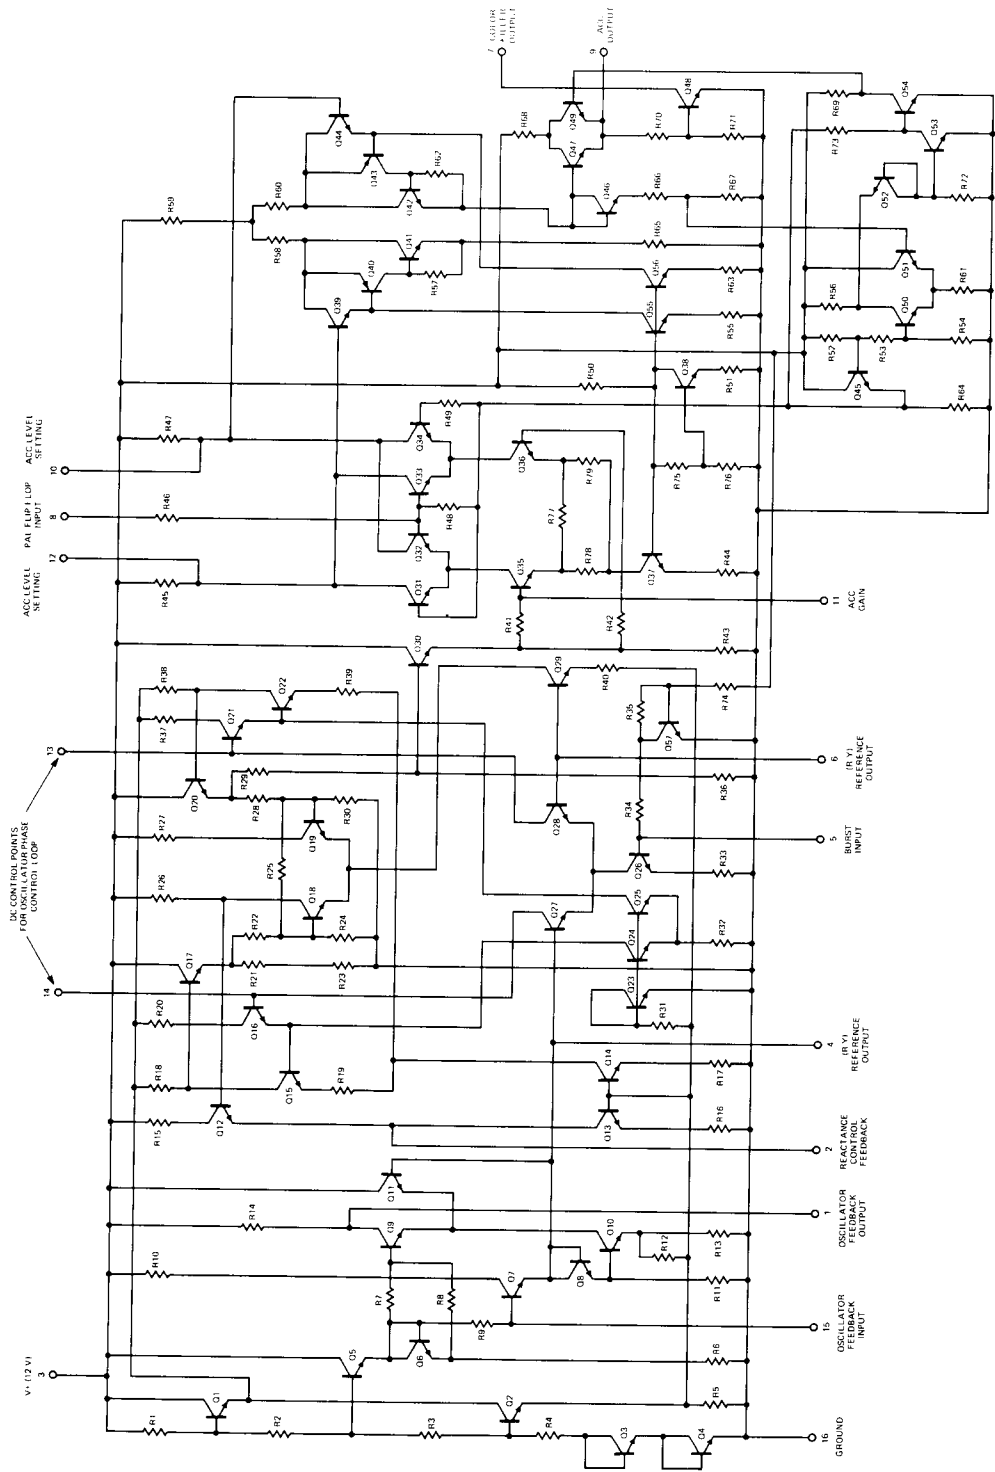 7 COLOR
KILLER
OUTPUT
9 ACC
OUTPUT
ACC LEVEL
SETTING
10
PAL FLIP FLOP
INPUT
8
ACC LEVEL
SETTING
12
DC CONTROL POINTS
FOR OSCILLATOR PHASE
CONTROL LOOP
13
14
V+ (12 V)
3
16
GROUND
15
OSCILLATOR
FEEDBACK
INPUT
1
OSCILLATOR
FEEDBACK
OUTPUT
2
REACTANCE
CONTROL
FEEDBACK
4
(R Y)
REFERENCE
OUTPUT
5
BURST
INPUT
6
(R Y)
REFERENCE
OUTPUT
11
ACC
GAIN
R1
R2
R3
R4
R5
R6
R7
R8
R9
R10
R11
R12
R13
R14
R15
R16
R17
R18
R19
R20
R21
R22
R23
R24
R25
R26
R27
R28
R29
R30
R31
R32
R33
R34
R35
R36
R37
R38
R39
R40
R41
R42
R43
R44
R45
R46
R47
R48
R49
R50
R51
R52
R53
R54
R55
R56
R57
R58
R59
R60
R61
R62
R63
R64
R65
R66
R67
R68
R69
R70
R71
R72
R73
R74
R75
R76
R77
R78
R79
Q1
Q2
Q3
Q4
Q5
Q6
Q7
Q8
Q9
Q10
Q11
Q12
Q13
Q14
Q15
Q16
Q17
Q18
Q19
Q20
Q21
Q22
Q23
Q24
Q25
Q26
Q27
Q28
Q29
Q30
Q31
Q32
Q33
Q34
Q35
Q36
Q37
Q38
Q39
Q40
Q41
Q42
Q43
Q44
Q45
Q46
Q47
Q48
Q49
Q50
Q51
Q52
Q53
Q54
Q55
Q56
Q57